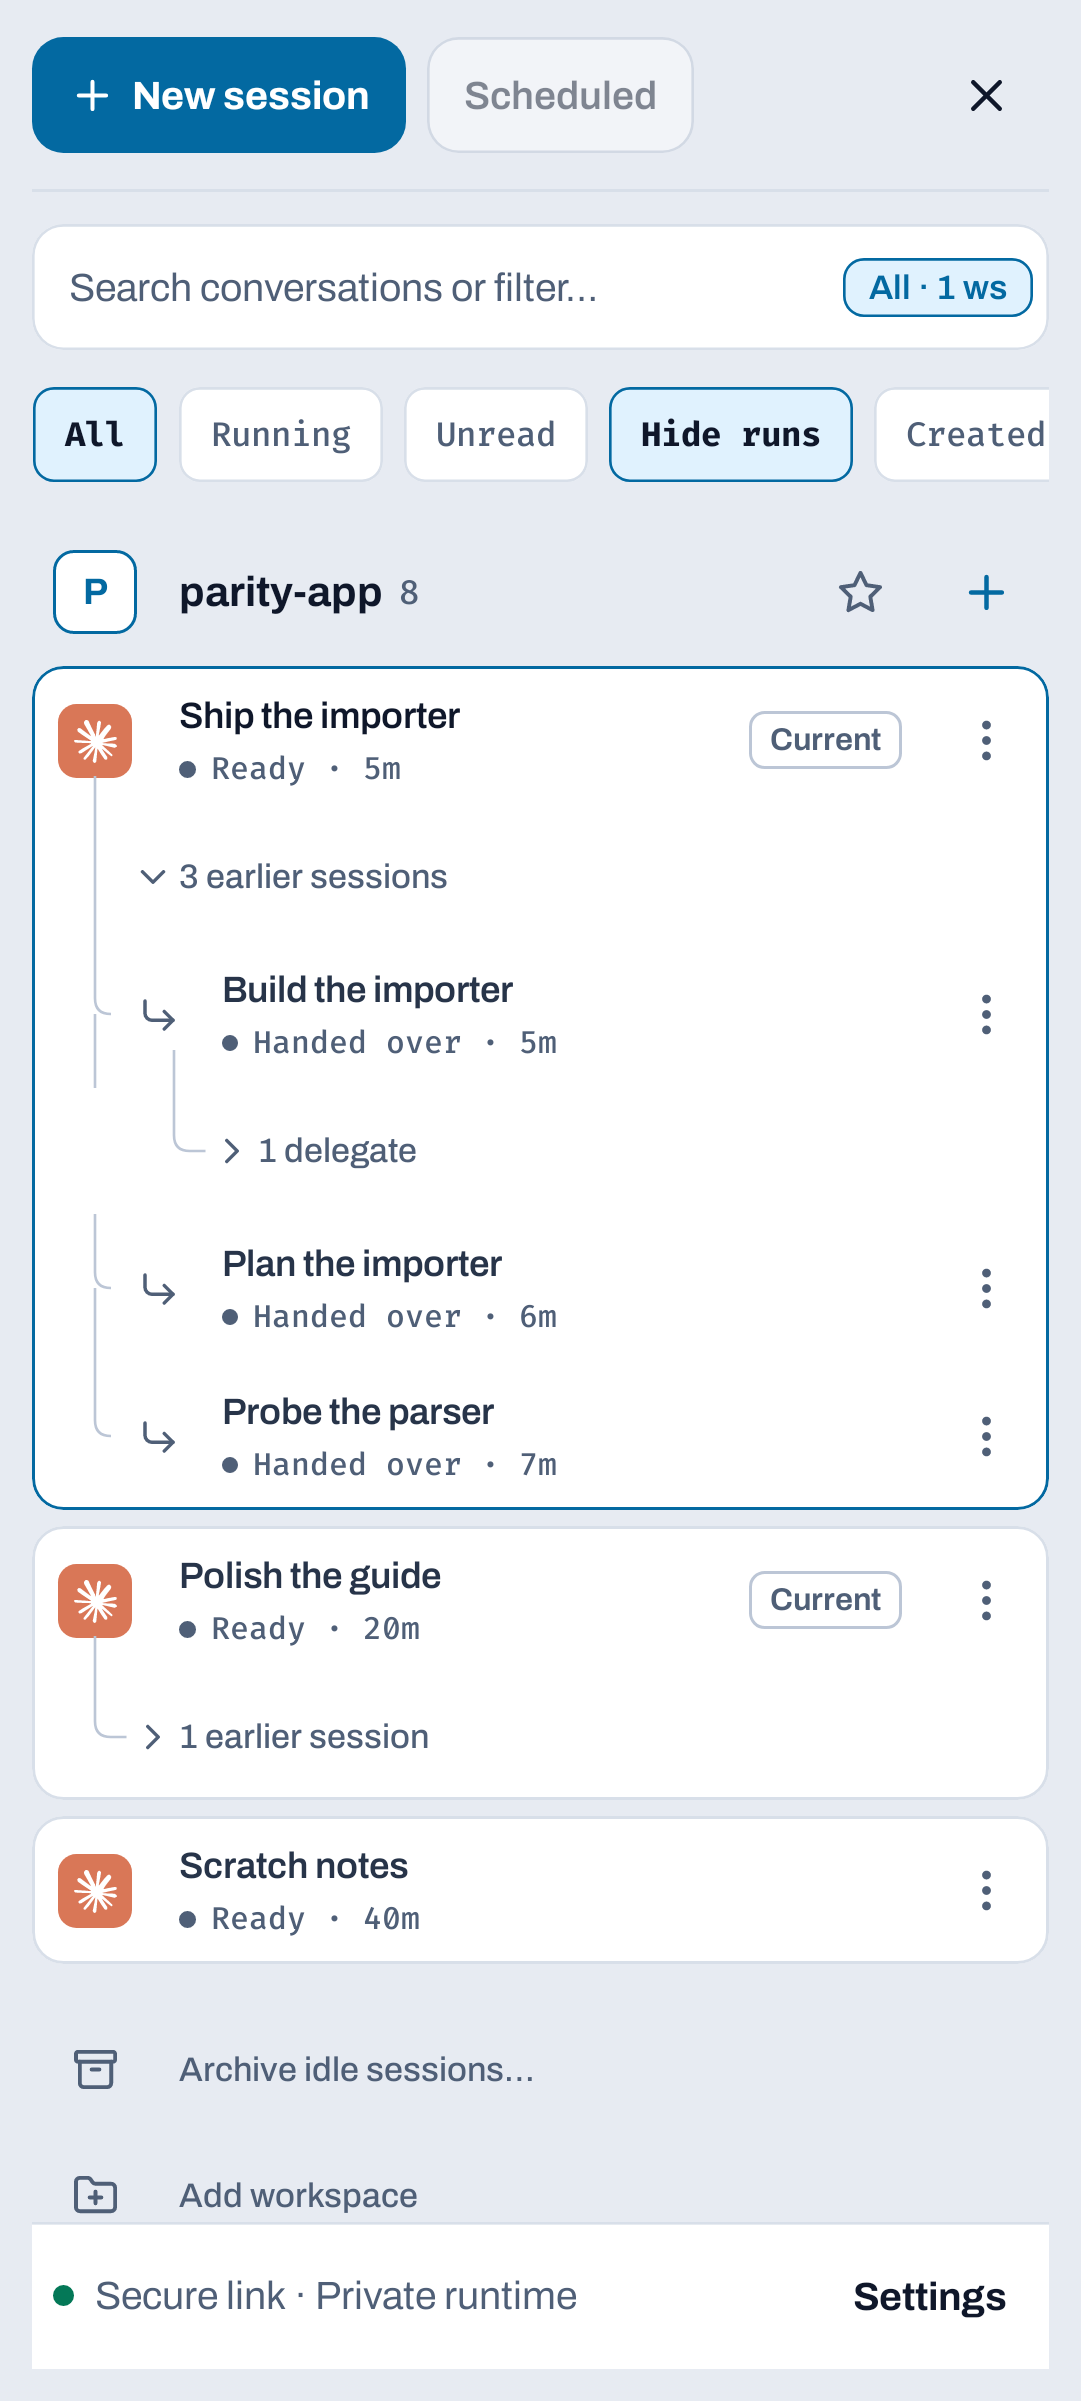 New session
Scheduled
Search conversations or filter...
All · 1 ws
All
Running
Unread
Hide runs
Created
P
parity-app 8
Ship the importer
Current
Ready · 5m
3 earlier sessions
Build the importer
Handed over · 5m
1 delegate
Plan the importer
Handed over · 6m
Probe the parser
Handed over · 7m
Polish the guide
Current
Ready · 20m
1 earlier session
Scratch notes
Ready · 40m
Archive idle sessions...
Add workspace
Secure link · Private runtime
Settings